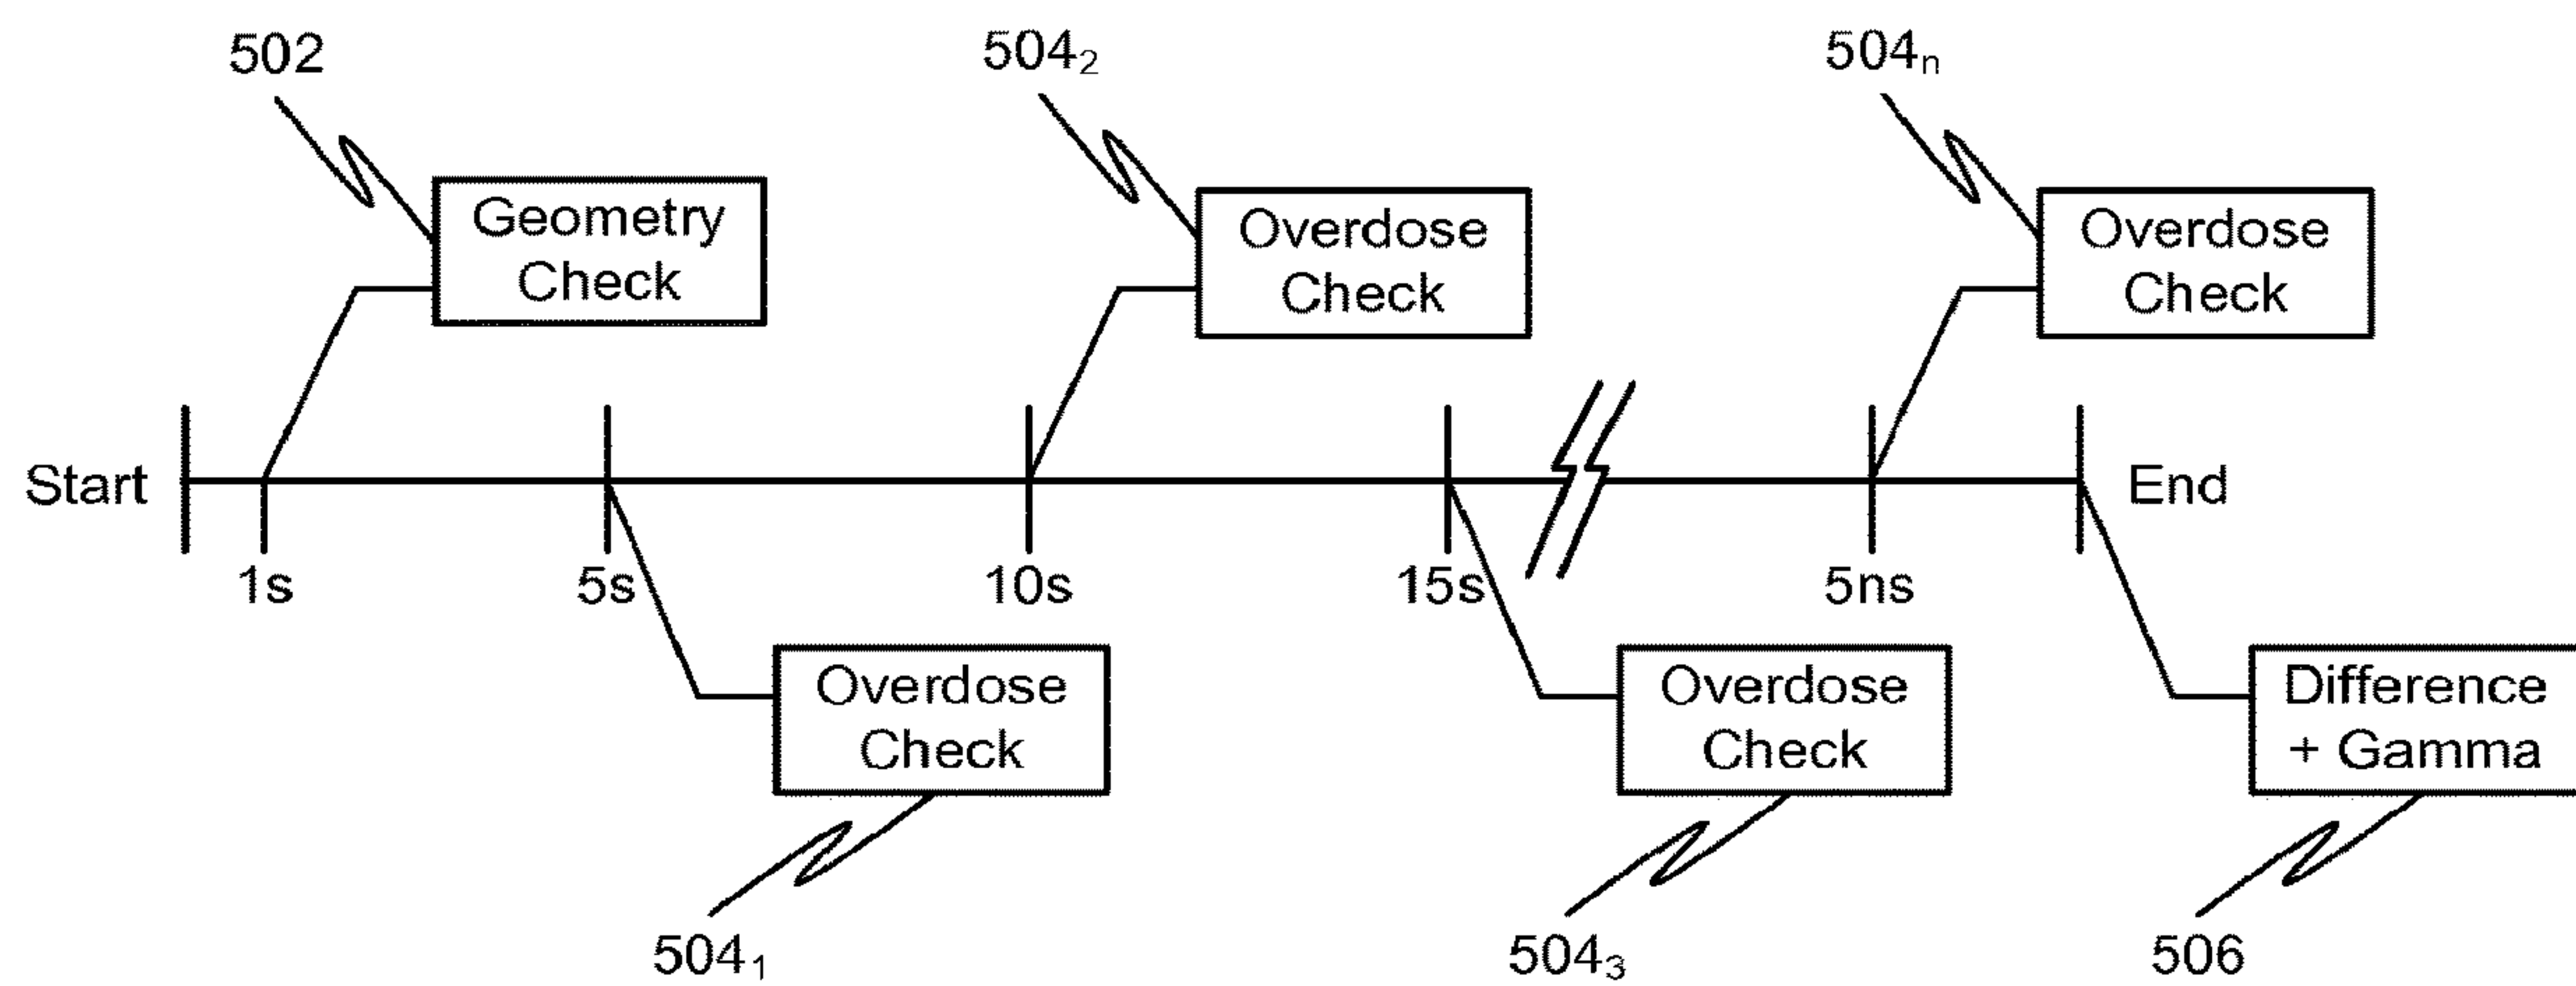 502
504₂
504ₙ
Geometry
Check
Overdose
Check
Overdose
Check
Start
End
1s
5s
10s
15s
5ns
Overdose
Check
Overdose
Check
Difference
+ Gamma
504₁
504₃
506